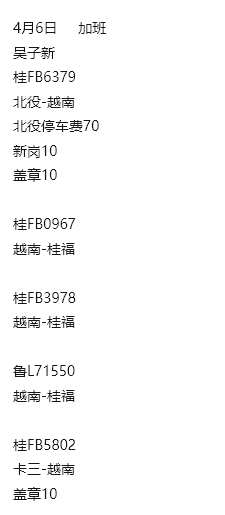 4月6日 加班
吴子新
桂FB6379
北役-越南
北役停车费70
新岗10
盖章10
桂FB0967
越南-桂福
桂FB3978
越南-桂福
鲁L71550
越南-桂福
桂FB5802
卡三-越南
盖章10